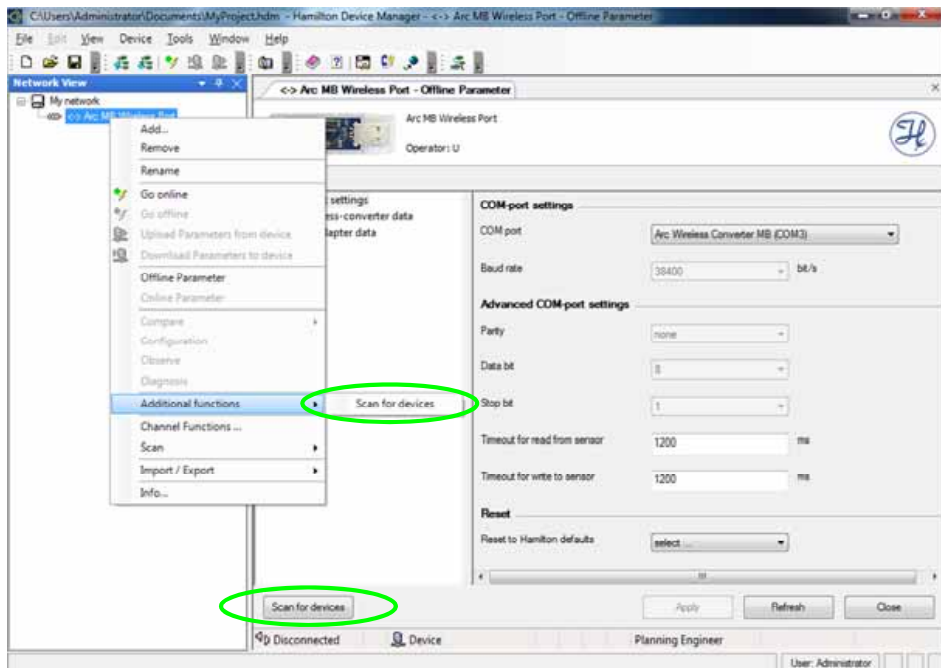 C:\Users\Administrator\Documents\MyProject.hdm - Hamilton Device Manager - <-> Arc MB Wireless Port - Offline Parameter
File Edit View Device Tools Window Help
Network View
My network
<-> Arc MB Wireless Port
Add...
Remove
Rename
Go online
Go offline
Upload Parameters from device
Download Parameters to device
Offline Parameter
Online Parameter
Compare
Configuration
Observe
Diagnosis
Additional functions
Channel Functions ...
Scan
Import / Export
Info...
Scan for devices
<-> Arc MB Wireless Port - Offline Parameter
Arc MB Wireless Port
Operator: U
settings
ess-converter data
dapter data
COM-port settings
COM port Arc Wireless Converter MB (COM3)
Baud rate 38400 bit/s
Advanced COM-port settings
Party none
Data bit 8
Stop bit 1
Timeout for read from sensor 1200 ms
Timeout for write to sensor 1200 ms
Reset
Reset to Hamilton defaults select ...
Scan for devices Apply Refresh Close
Disconnected Device Planning Engineer
User: Administrator